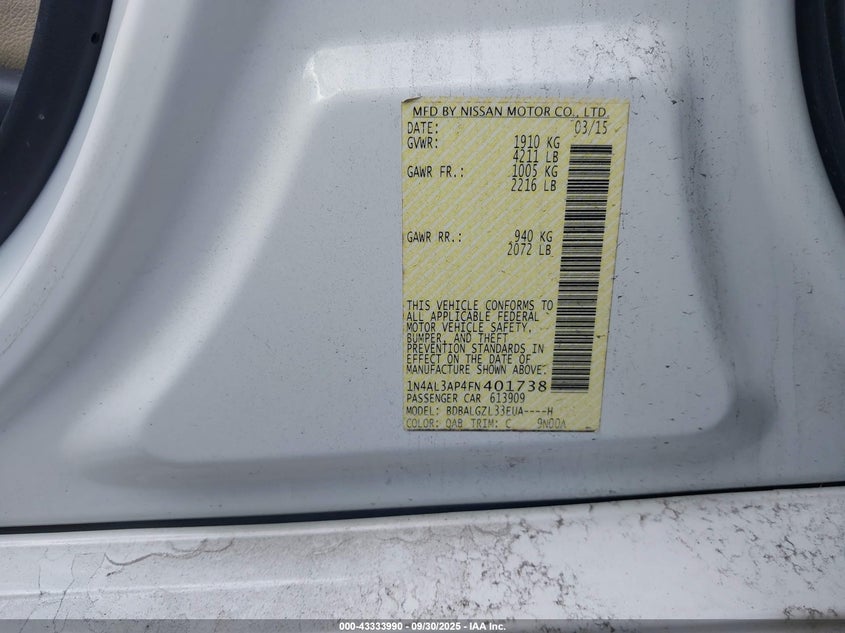 MFD BY NISSAN MOTOR CO., LTD.
DATE: 03/15
GVWR: 1910 KG
4211 LB
GAWR FR.: 1005 KG
2216 LB
GAWR RR.: 940 KG
2072 LB
THIS VEHICLE CONFORMS TO
ALL APPLICABLE FEDERAL
MOTOR VEHICLE SAFETY,
BUMPER, AND THEFT
PREVENTION STANDARDS IN
EFFECT ON THE DATE OF
MANUFACTURE SHOWN ABOVE.
1N4AL3AP4FN401738
PASSENGER CAR 613909
MODEL: BDBALGZL33EUA----H
COLOR: QAB TRIM: C 9N00A
000-43333990 - 09/30/2025 - IAA Inc.